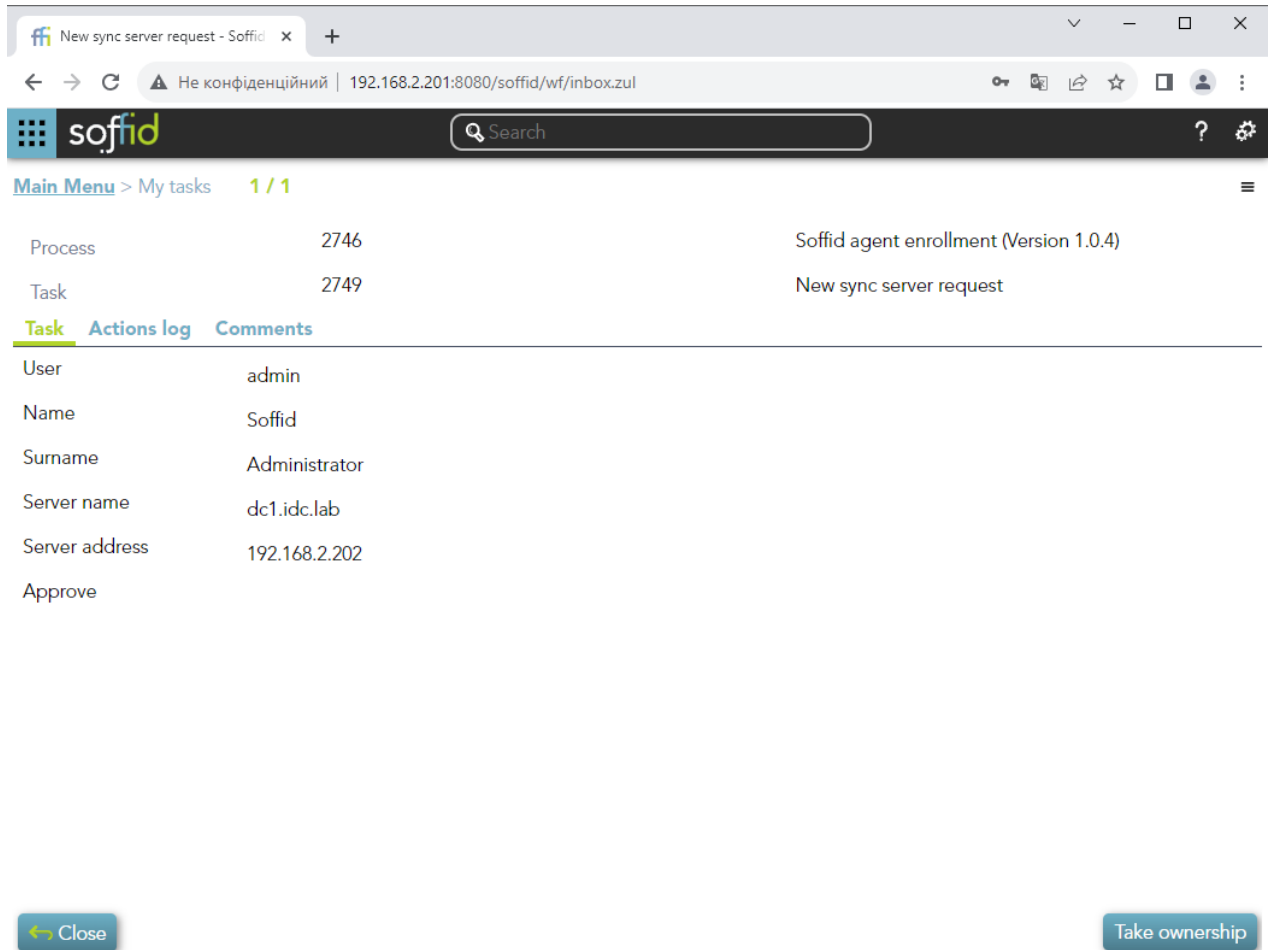 New sync server request - Soffid
Не конфіденційний 192.168.2.201:8080/soffid/wf/inbox.zul
soffid Search ?
Main Menu > My tasks 1 / 1
Process 2746 Soffid agent enrollment (Version 1.0.4)
Task 2749 New sync server request
Task Actions log Comments
User admin
Name Soffid
Surname Administrator
Server name dc1.idc.lab
Server address 192.168.2.202
Approve
Close Take ownership